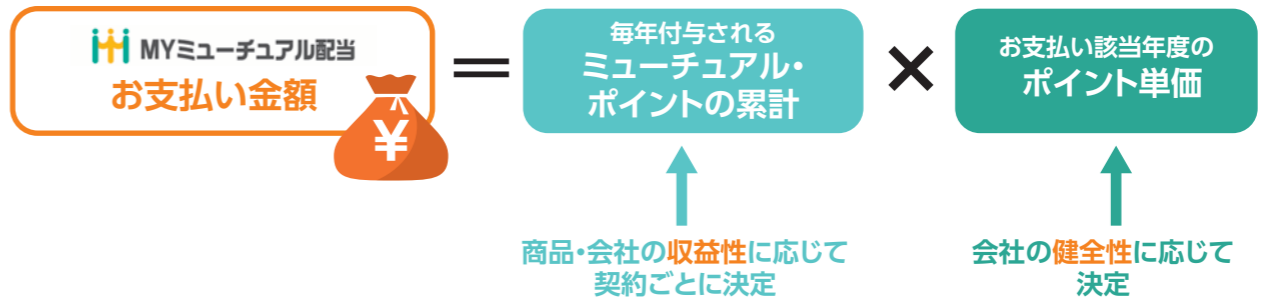 MYミューチュアル配当
お支払い金額
¥
＝
毎年付与される
ミューチュアル・
ポイントの累計
×
お支払い該当年度の
ポイント単価
商品・会社の収益性に応じて
契約ごとに決定
会社の健全性に応じて
決定